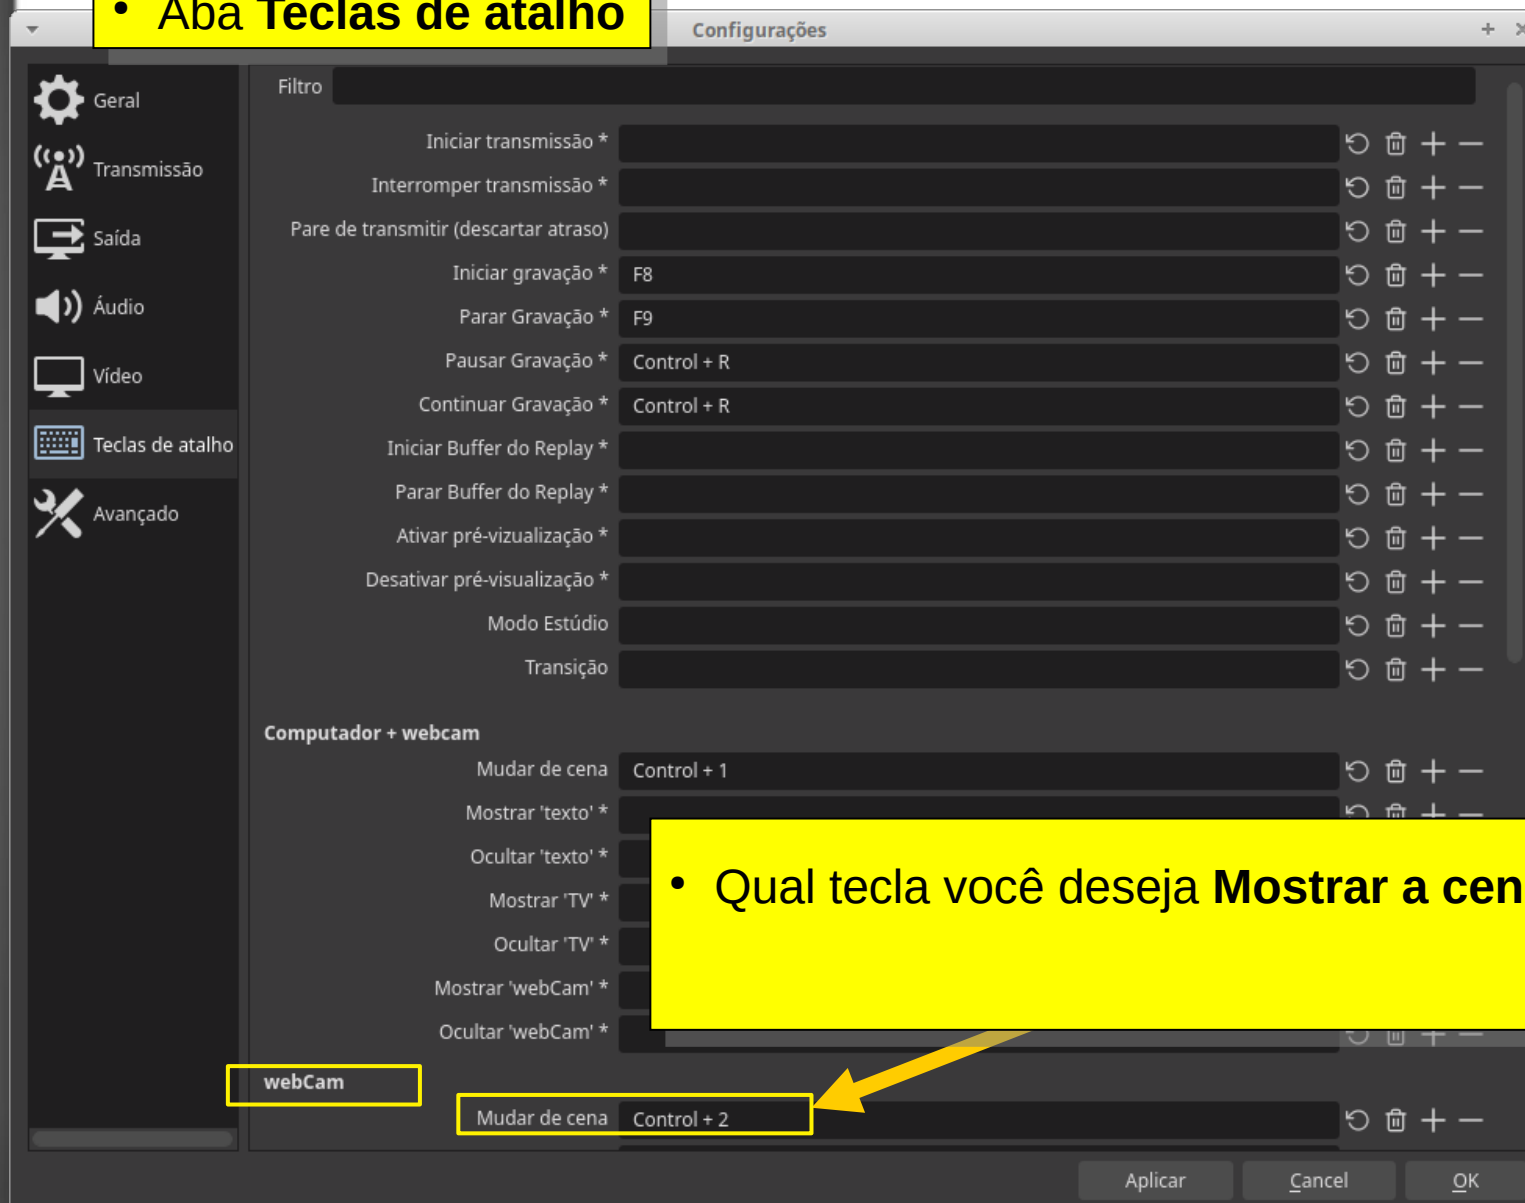 • Aba Teclas de atalho
Configurações
Geral
Transmissão
Saída
Áudio
Vídeo
Teclas de atalho
Avançado
Filtro
Iniciar transmissão *
Interromper transmissão *
Pare de transmitir (descartar atraso)
Iniciar gravação * F8
Parar Gravação * F9
Pausar Gravação * Control + R
Continuar Gravação * Control + R
Iniciar Buffer do Replay *
Parar Buffer do Replay *
Ativar pré-vizualização *
Desativar pré-visualização *
Modo Estúdio
Transição
Computador + webcam
Mudar de cena Control + 1
Mostrar 'texto' *
Ocultar 'texto' *
Mostrar 'TV' *
Ocultar 'TV' *
Mostrar 'webCam' *
Ocultar 'webCam' *
• Qual tecla você deseja Mostrar a cen
webCam
Mudar de cena Control + 2
Aplicar
Cancel
OK